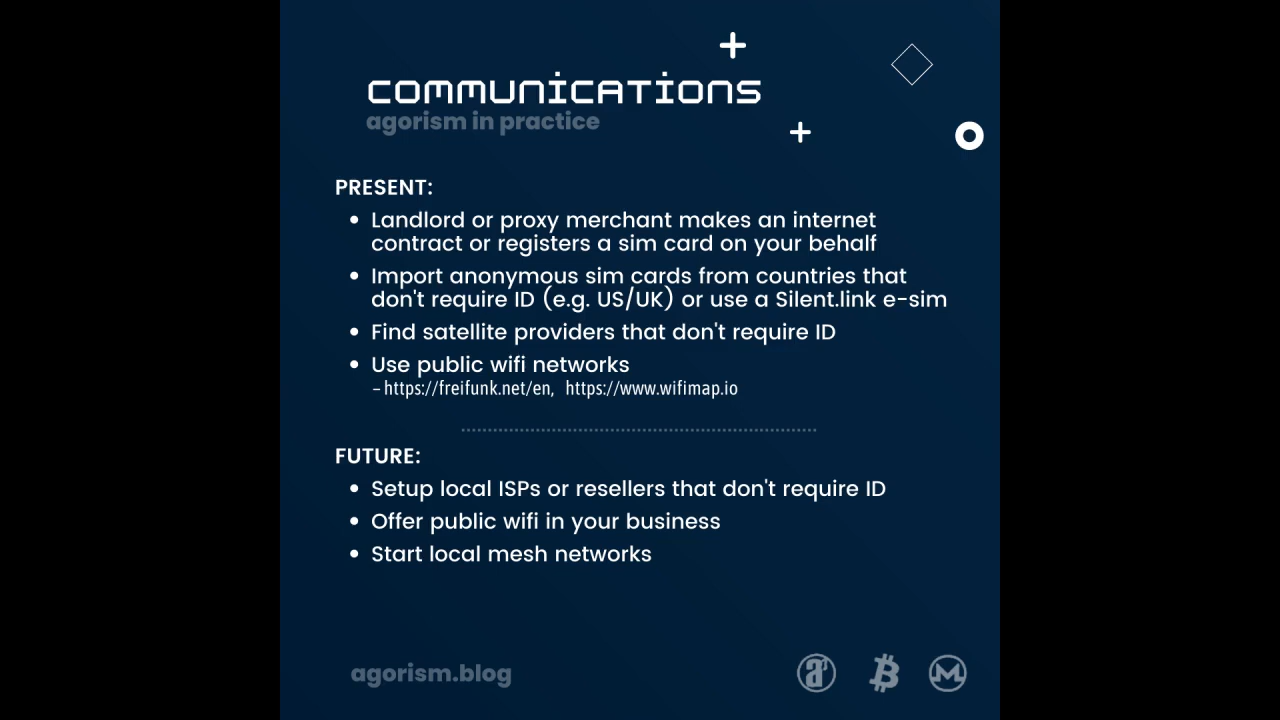 communications
agorism in practice
PRESENT:
• Landlord or proxy merchant makes an internet
contract or registers a sim card on your behalf
• Import anonymous sim cards from countries that
don't require ID (e.g. US/UK) or use a Silent.link e-sim
• Find satellite providers that don't require ID
• Use public wifi networks
– https://freifunk.net/en, https://www.wifimap.io
FUTURE:
• Setup local ISPs or resellers that don't require ID
• Offer public wifi in your business
• Start local mesh networks
agorism.blog